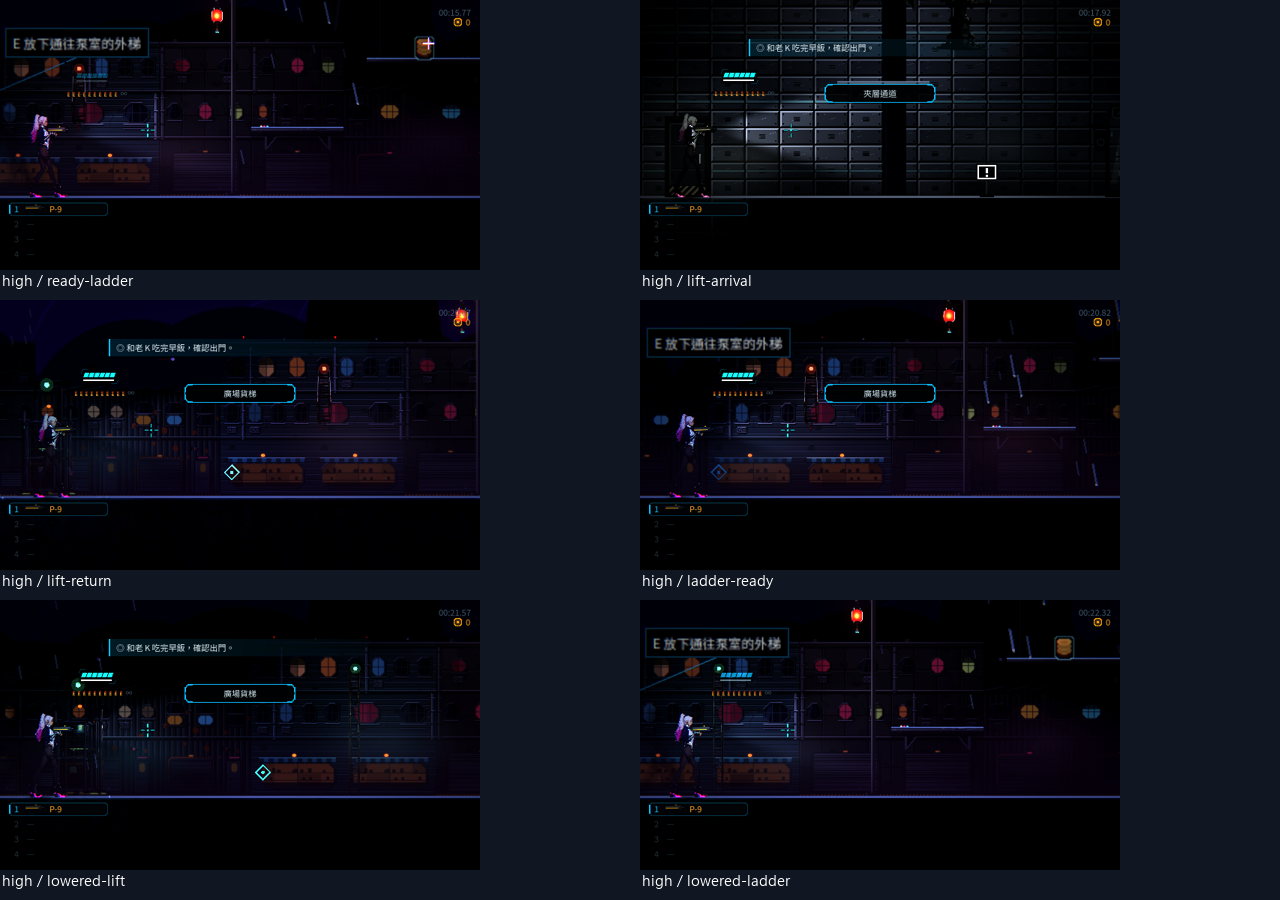 00:15.77
0
E 放下通往泵室的外梯
1 P-9
2 —
3 —
4 —
high / ready-ladder
00:17.92
0
◎ 和老 K 吃完早飯，確認出門。
夾層通道
!
1 P-9
2 —
3 —
4 —
high / lift-arrival
0
◎ 和老 K 吃完早飯，確認出門。
廣場貨梯
1 P-9
2 —
3 —
4 —
high / lift-return
00:20.82
0
E 放下通往泵室的外梯
廣場貨梯
1 P-9
2 —
3 —
4 —
high / ladder-ready
00:21.57
0
◎ 和老 K 吃完早飯，確認出門。
廣場貨梯
1 P-9
2 —
3 —
4 —
high / lowered-lift
00:22.32
0
E 放下通往泵室的外梯
1 P-9
2 —
3 —
4 —
high / lowered-ladder